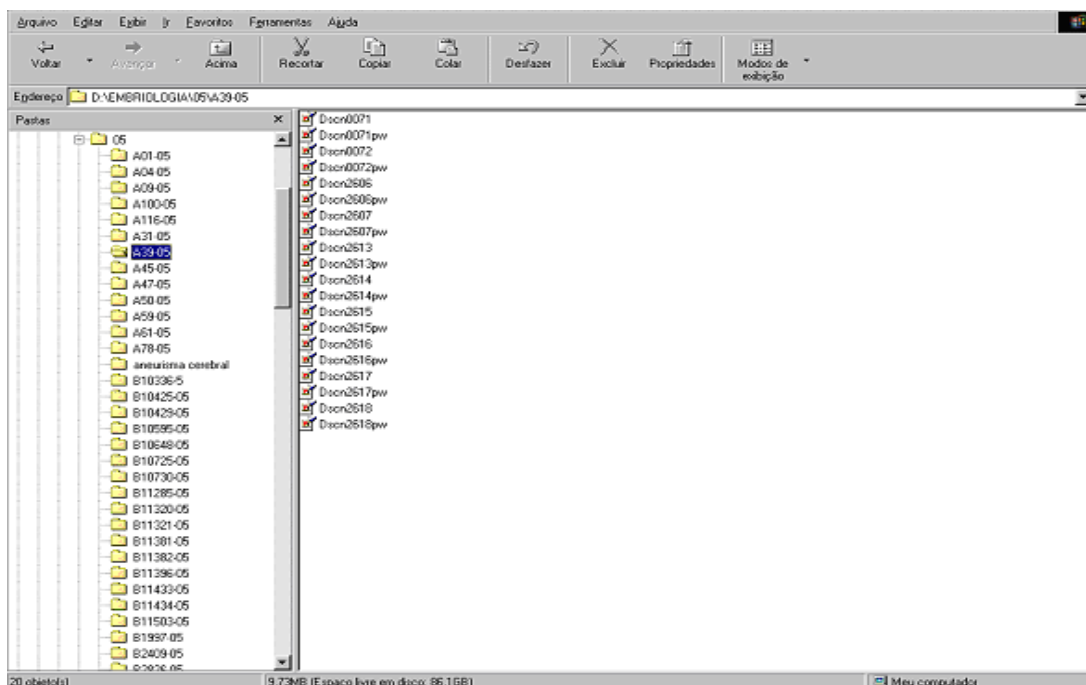 Arquivo Editar Exibir Ir Favoritos Ferramentas Ajuda
Voltar Avançar Acima Recortar Copiar Colar Desfazer Excluir Propriedades Modos de
exibição
Endereço D:\EMBRIOLOGIA\05\A39-05
Pastas
05
A01-05
A04-05
A09-05
A100-05
A116-05
A31-05
A39-05
A45-05
A47-05
A50-05
A59-05
A61-05
A78-05
aneurisma cerebral
B10336-5
B10425-05
B10429-05
B10595-05
B10648-05
B10725-05
B10730-05
B11285-05
B11320-05
B11321-05
B11381-05
B11382-05
B11396-05
B11433-05
B11434-05
B11503-05
B1997-05
B2409-05
Dscn0071
Dscn0071pw
Dscn0072
Dscn0072pw
Dscn2606
Dscn2606pw
Dscn2607
Dscn2607pw
Dscn2613
Dscn2613pw
Dscn2614
Dscn2614pw
Dscn2615
Dscn2615pw
Dscn2616
Dscn2616pw
Dscn2617
Dscn2617pw
Dscn2618
Dscn2618pw
20 objeto(s) 9,73MB (Espaço livre em disco: 86,1GB) Meu computador